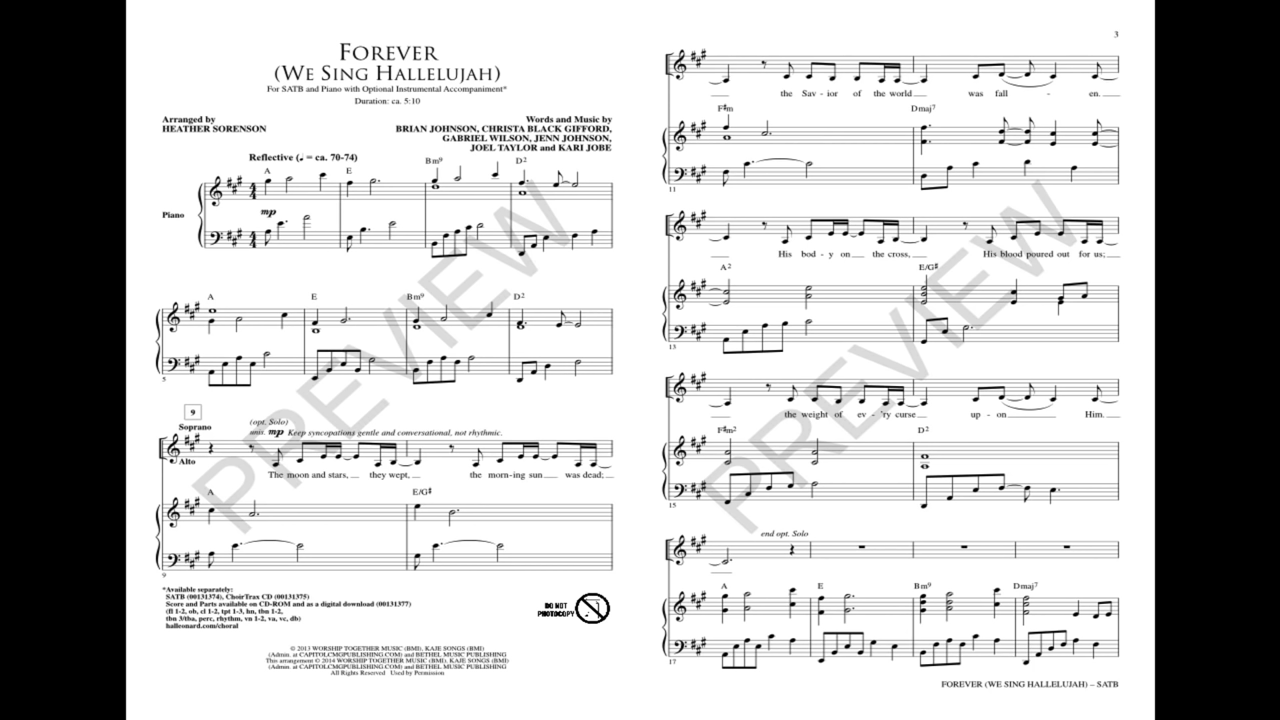 FOREVER
(WE SING HALLELUJAH)
For SATB and Piano with Optional Instrumental Accompaniment*
Duration: ca. 5:10
Arranged by
HEATHER SORENSON
Words and Music by
BRIAN JOHNSON, CHRISTA BLACK GIFFORD,
GABRIEL WILSON, JENN JOHNSON,
JOEL TAYLOR and KARI JOBE
Reflective (♩ = ca. 70-74)
A E Bm9 D2
Piano
mp
A E Bm9 D2
5
9
Soprano
(opt. Solo)
unis. mp Keep syncopations gentle and conversational, not rhythmic.
Alto
The moon and stars, they wept, the morn-ing sun was dead;
A E/G#
9
*Available separately:
SATB (00131374), ChoirTrax CD (00131375)
Score and Parts available on CD-ROM and as a digital download (00131377)
(fl 1-2, ob, cl 1-2, tpt 1-3, hn, tbn 1-2,
tbn 3/tba, perc, rhythm, vn 1-2, va, vc, db)
halleonard.com/choral
DO NOT
PHOTOCOPY
© 2013 WORSHIP TOGETHER MUSIC (BMI), KAJE SONGS (BMI)
(Admin. at CAPITOLCMGPUBLISHING.COM) and BETHEL MUSIC PUBLISHING
This arrangement © 2014 WORSHIP TOGETHER MUSIC (BMI), KAJE SONGS (BMI)
(Admin. at CAPITOLCMGPUBLISHING.COM) and BETHEL MUSIC PUBLISHING
All Rights Reserved Used by Permission
PREVIEW
3
the Sav - ior of the world was fall - en.
F#m Dmaj7
11
His bod - y on the cross, His blood poured out for us;
A2 E/G#
13
the weight of ev - 'ry curse up - on Him.
F#m2 D2
15
end opt. Solo
A E Bm9 Dmaj7
17
FOREVER (WE SING HALLELUJAH) – SATB
PREVIEW